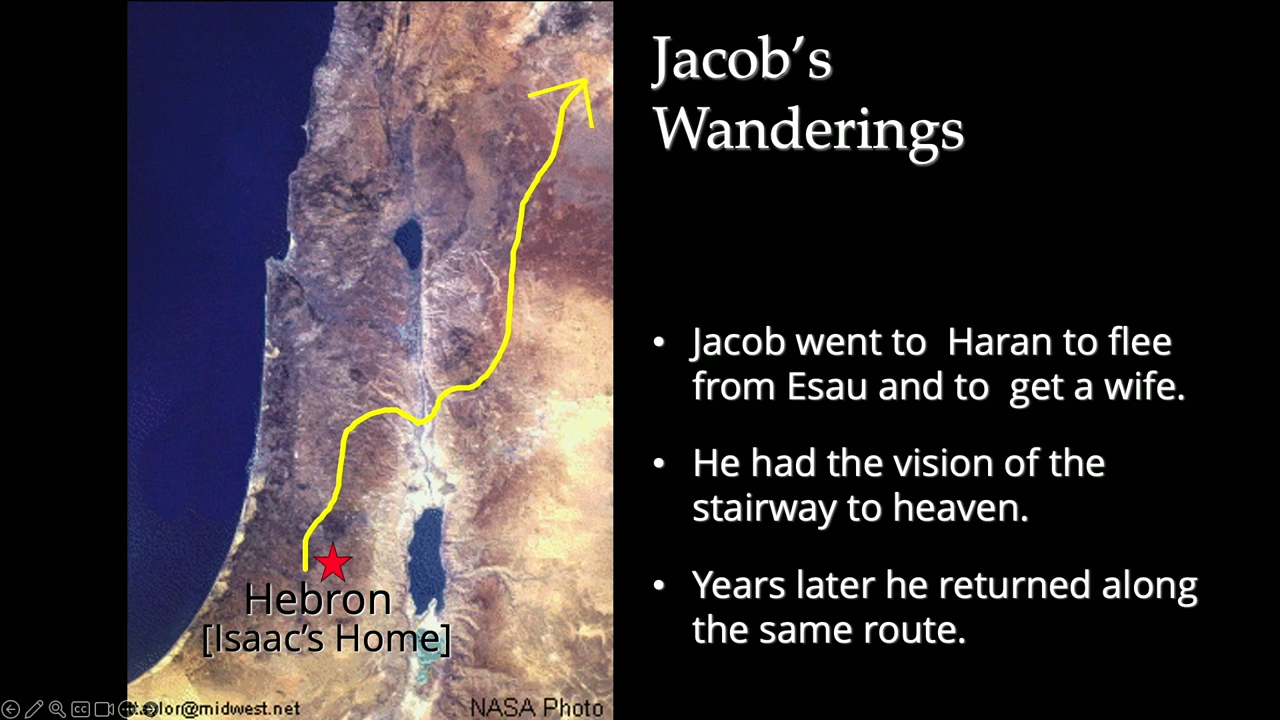 Jacob’s
Wanderings
• Jacob went to  Haran to flee
from Esau and to  get a wife.
• He had the vision of the
stairway to heaven.
• Years later he returned along
the same route.
Hebron
[Isaac’s Home]
NASA Photo